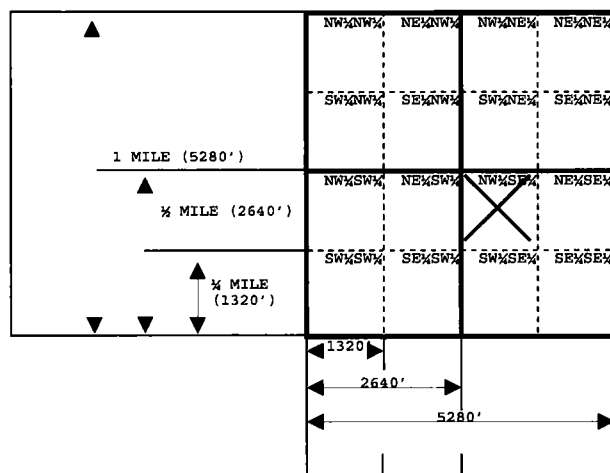 NW¼NW¼ NE¼NW¼ NW¼NE¼ NE¼NE¼
SW¼NW¼ SE¼NW¼ SW¼NE¼ SE¼NE¼
1 MILE (5280')
NW¼SW¼ NE¼SW¼ NW¼SE¼ NE¼SE¼
½ MILE (2640')
SW¼SW¼ SE¼SW¼ SW¼SE¼ SE¼SE¼
¼ MILE
(1320')
1320'
2640'
5280'